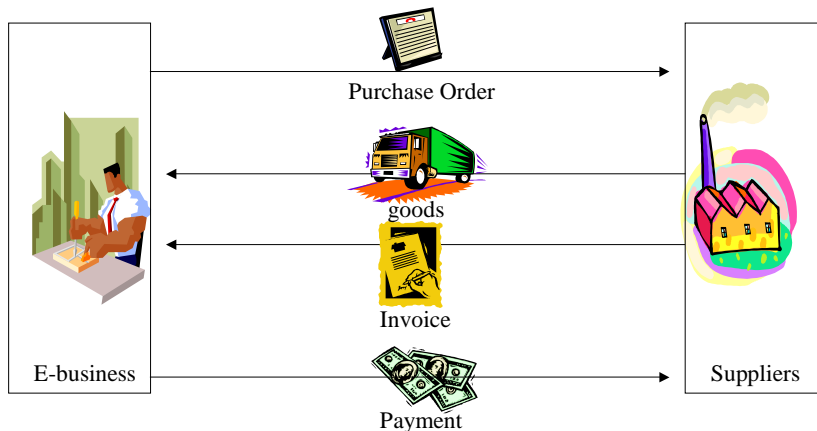 Purchase Order
goods
Invoice
E-business
Suppliers
Payment